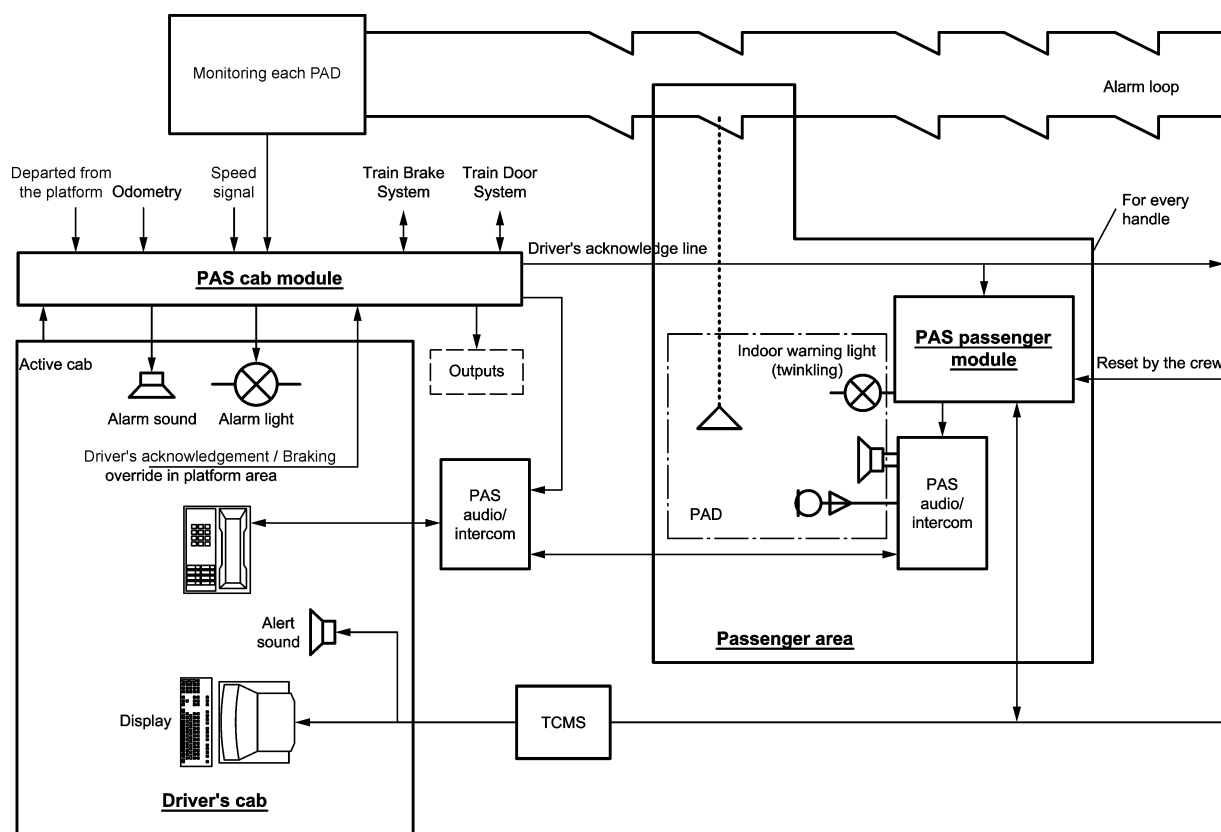 Monitoring each PAD
Alarm loop
Departed from
the platform
Odometry
Speed
signal
Train Brake
System
Train Door
System
For every
handle
Driver's acknowledge line
PAS cab module
PAS passenger
module
Indoor warning light
(twinkling)
Active cab
Outputs
Reset by the crew
Alarm sound
Alarm light
Driver's acknowledgement / Braking
override in platform area
PAS
audio/
intercom
PAS
audio/
intercom
PAD
Alert
sound
Passenger area
Display
TCMS
Driver's cab